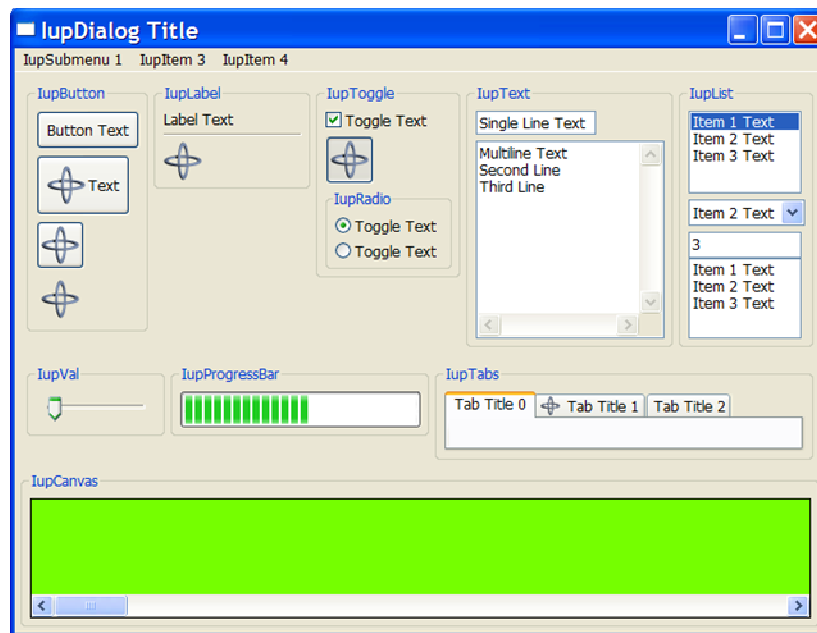 IupDialog Title
IupSubmenu 1 IupItem 3 IupItem 4
IupButton
Button Text
Text
IupLabel
Label Text
IupToggle
Toggle Text
IupRadio
Toggle Text
Toggle Text
IupText
Single Line Text
Multiline Text
Second Line
Third Line
IupList
Item 1 Text
Item 2 Text
Item 3 Text
Item 2 Text
3
Item 1 Text
Item 2 Text
Item 3 Text
IupVal
IupProgressBar
IupTabs
Tab Title 0 Tab Title 1 Tab Title 2
IupCanvas